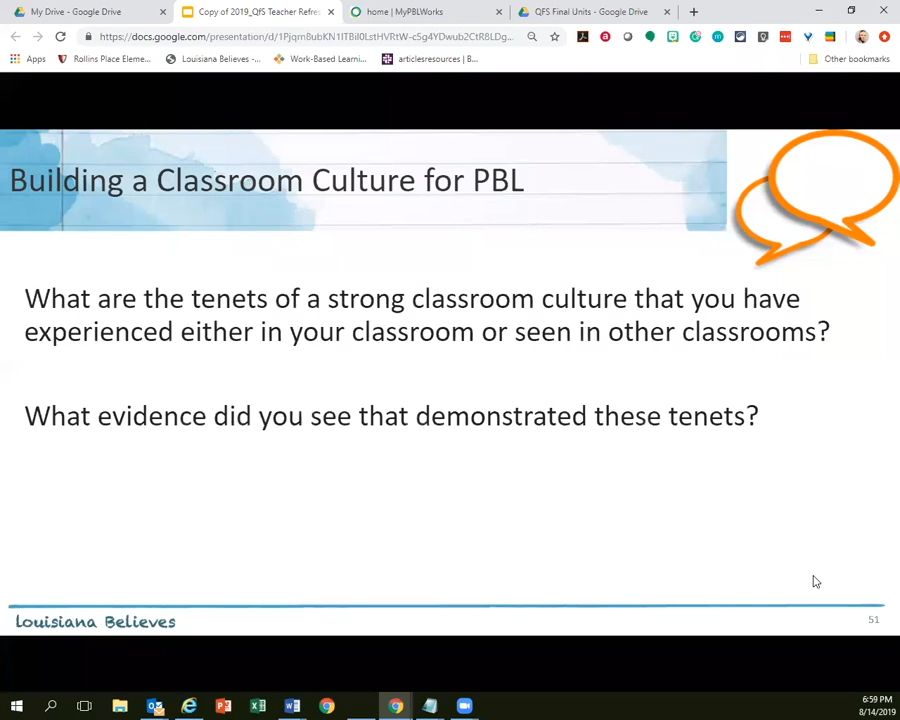 My Drive - Google Drive
Copy of 2019_QfS Teacher Refres
home | MyPBLWorks
QFS Final Units - Google Drive
Apps
Rollins Place Eleme...
Louisiana Believes -...
Work-Based Learni...
articlesresources | B...
Other bookmarks
Building a Classroom Culture for PBL
What are the tenets of a strong classroom culture that you have
experienced either in your classroom or seen in other classrooms?
What evidence did you see that demonstrated these tenets?
Louisiana Believes
51
6:59 PM
8/14/2019